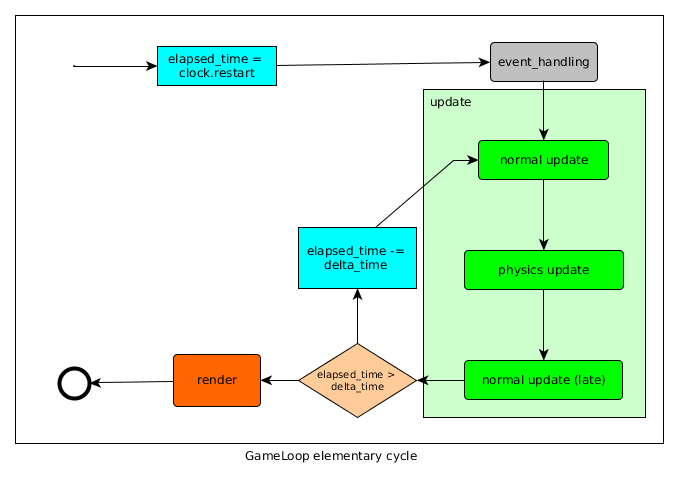 elapsed_time =
clock.restart
event_handling
update
normal update
elapsed_time -=
delta_time
physics update
elapsed_time >
delta_time
render
normal update (late)
GameLoop elementary cycle